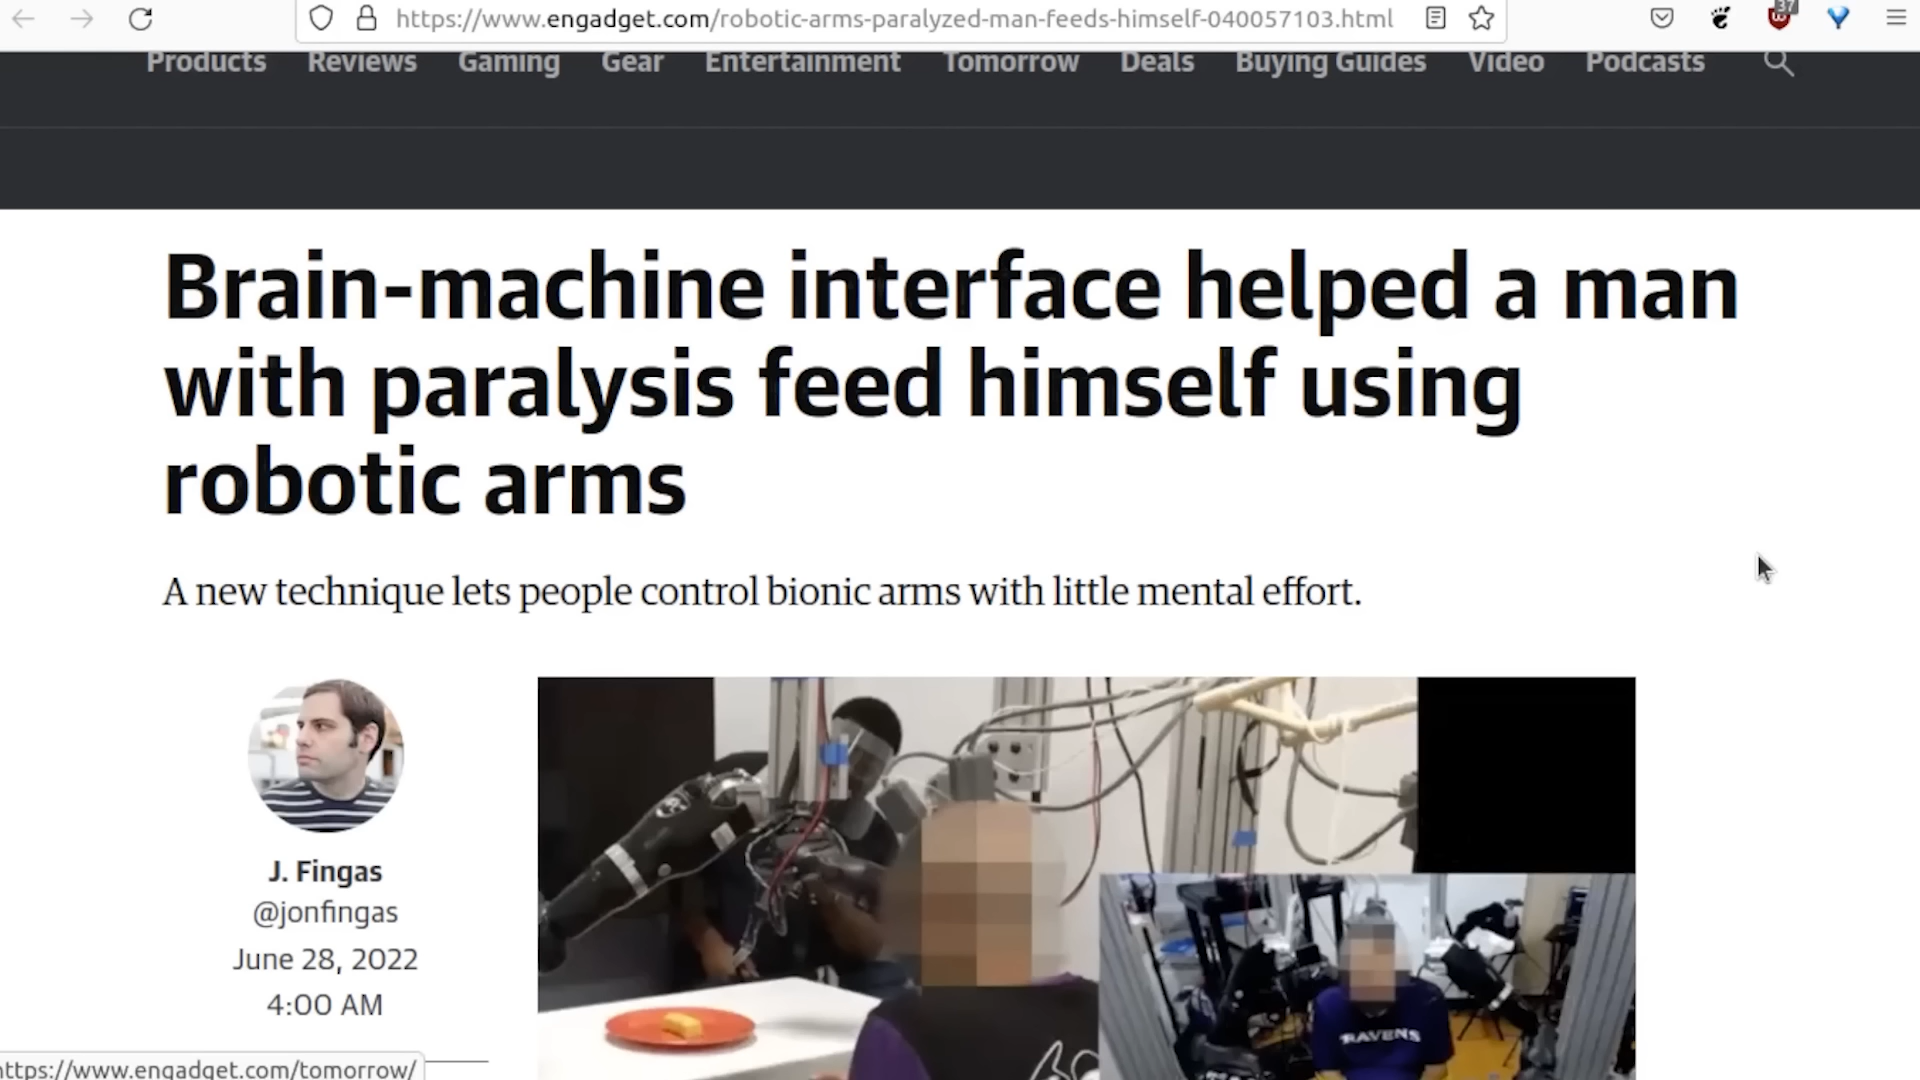 https://www.engadget.com/robotic-arms-paralyzed-man-feeds-himself-040057103.html
37
Products Reviews Gaming Gear Entertainment Tomorrow Deals Buying Guides Video Podcasts
Brain-machine interface helped a man
with paralysis feed himself using
robotic arms
A new technique lets people control bionic arms with little mental effort.
J. Fingas
@jonfingas
June 28, 2022
4:00 AM
RAVENS
https://www.engadget.com/tomorrow/